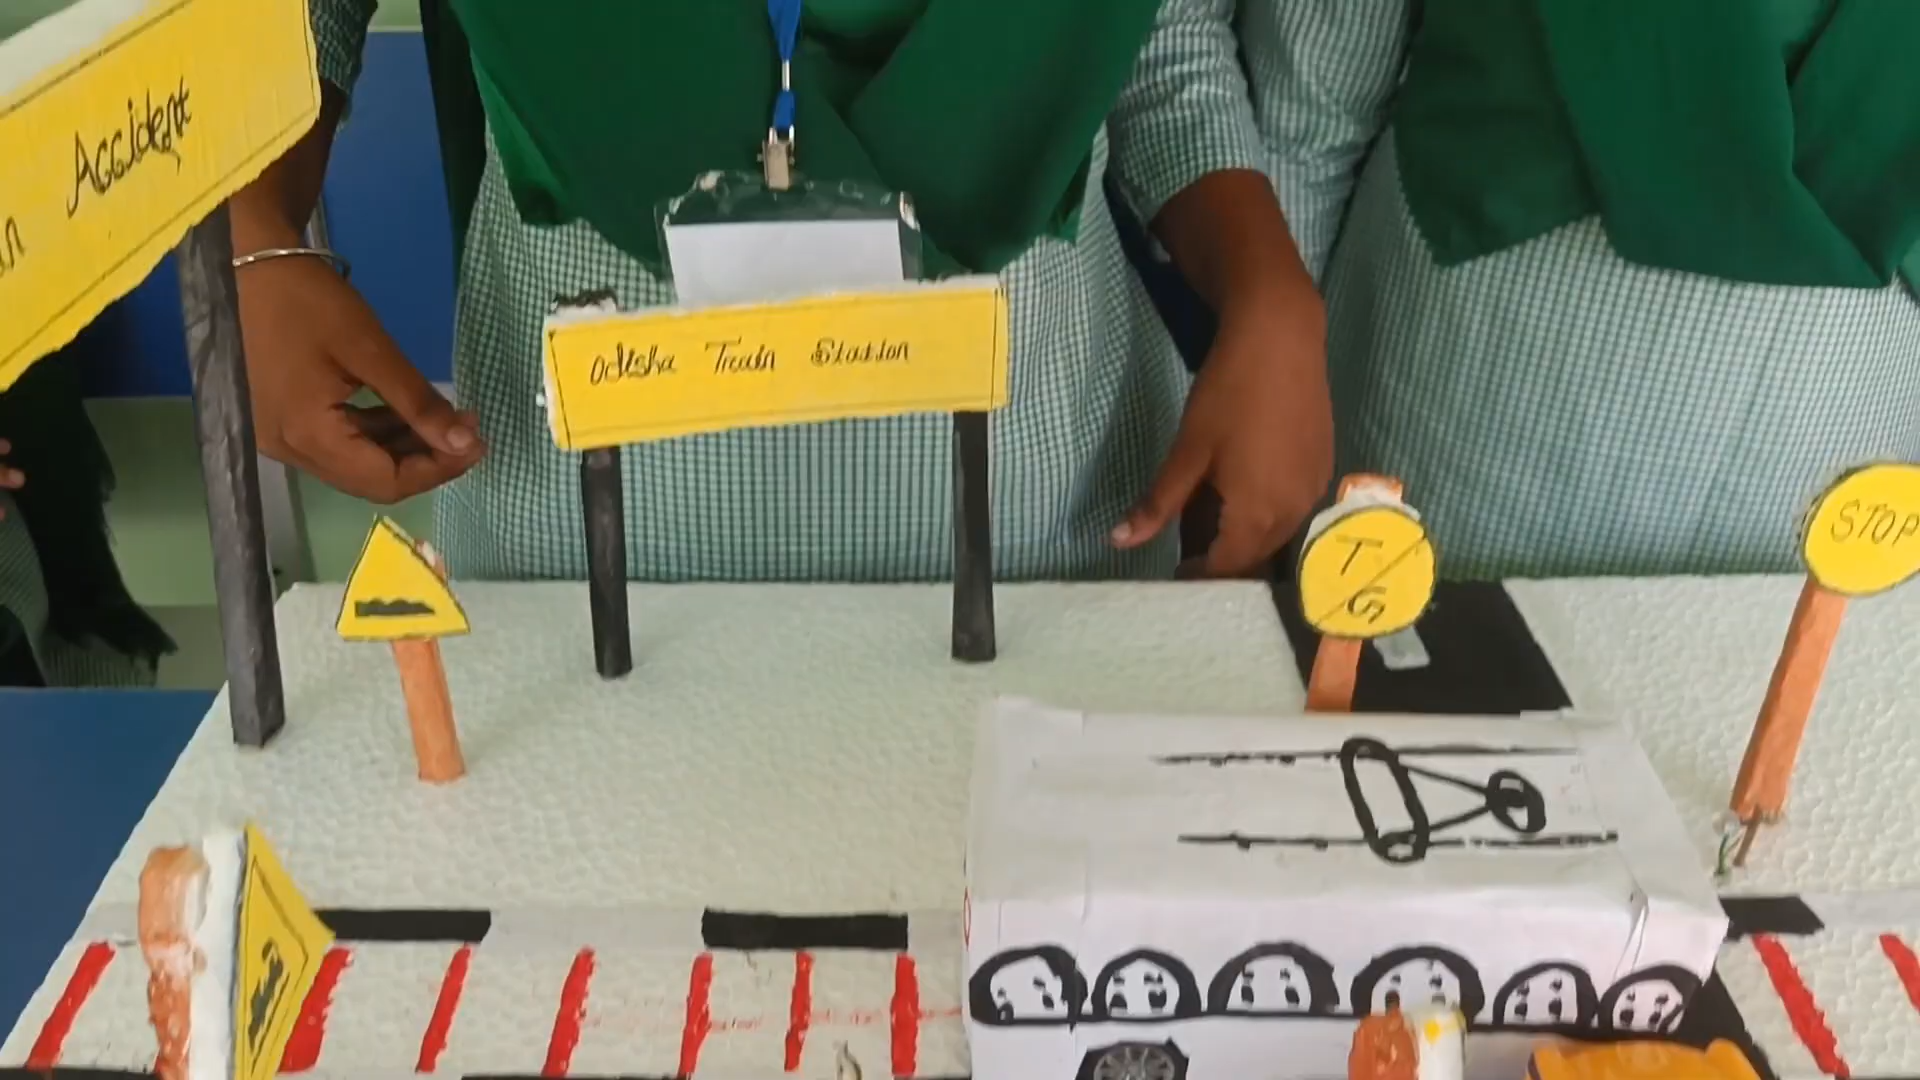 Accident
Odisha Train Station
T
G
STOP